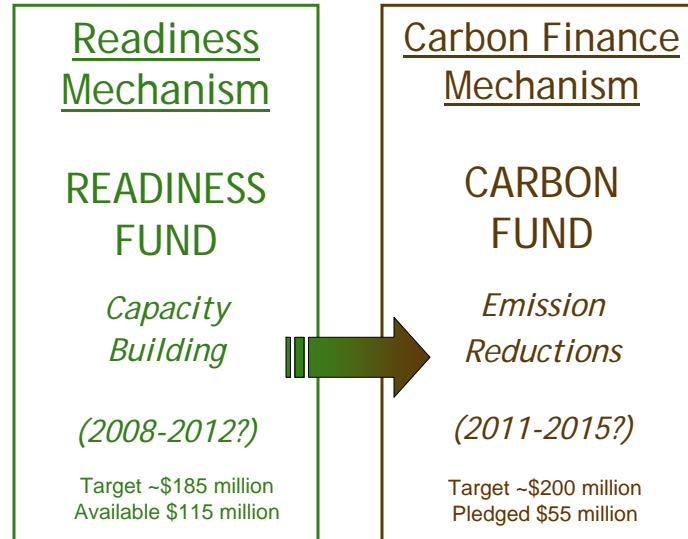 Readiness
Mechanism
READINESS
FUND
Capacity
Building
(2008-2012?)
Target ~$185 million
Available $115 million
Carbon Finance
Mechanism
CARBON
FUND
Emission
Reductions
(2011-2015?)
Target ~$200 million
Pledged $55 million